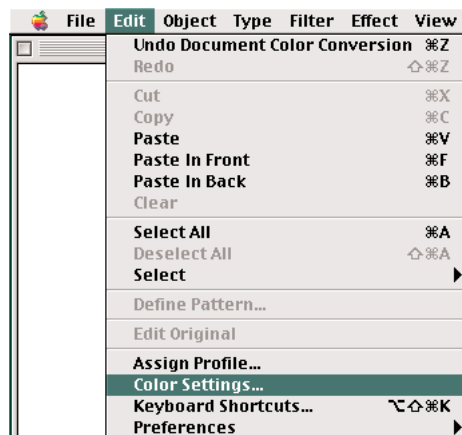 File Edit Object Type Filter Effect View
Undo Document Color Conversion ⌘Z
Redo ⇧⌘Z
Cut ⌘X
Copy ⌘C
Paste ⌘V
Paste In Front ⌘F
Paste In Back ⌘B
Clear
Select All ⌘A
Deselect All ⇧⌘A
Select
Define Pattern...
Edit Original
Assign Profile...
Color Settings...
Keyboard Shortcuts... ⌥⇧⌘K
Preferences